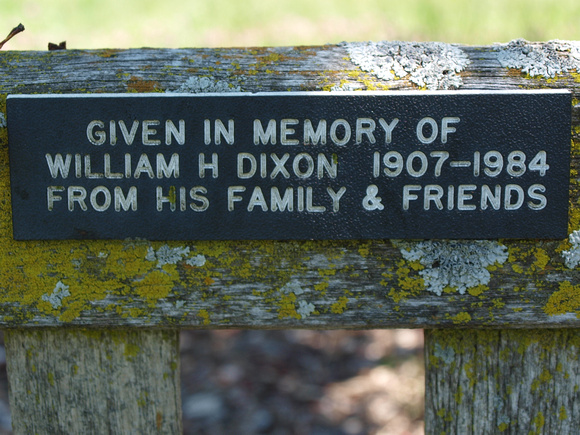 GIVEN IN MEMORY OF
WILLIAM H DIXON 1907–1984
FROM HIS FAMILY & FRIENDS